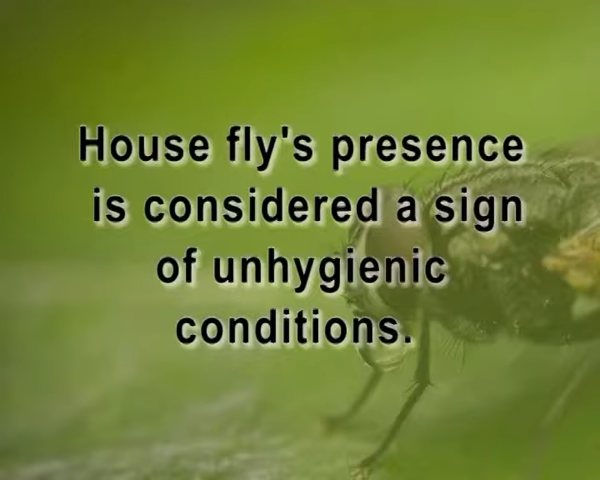 House fly's presence
is considered a sign
of unhygienic
conditions.